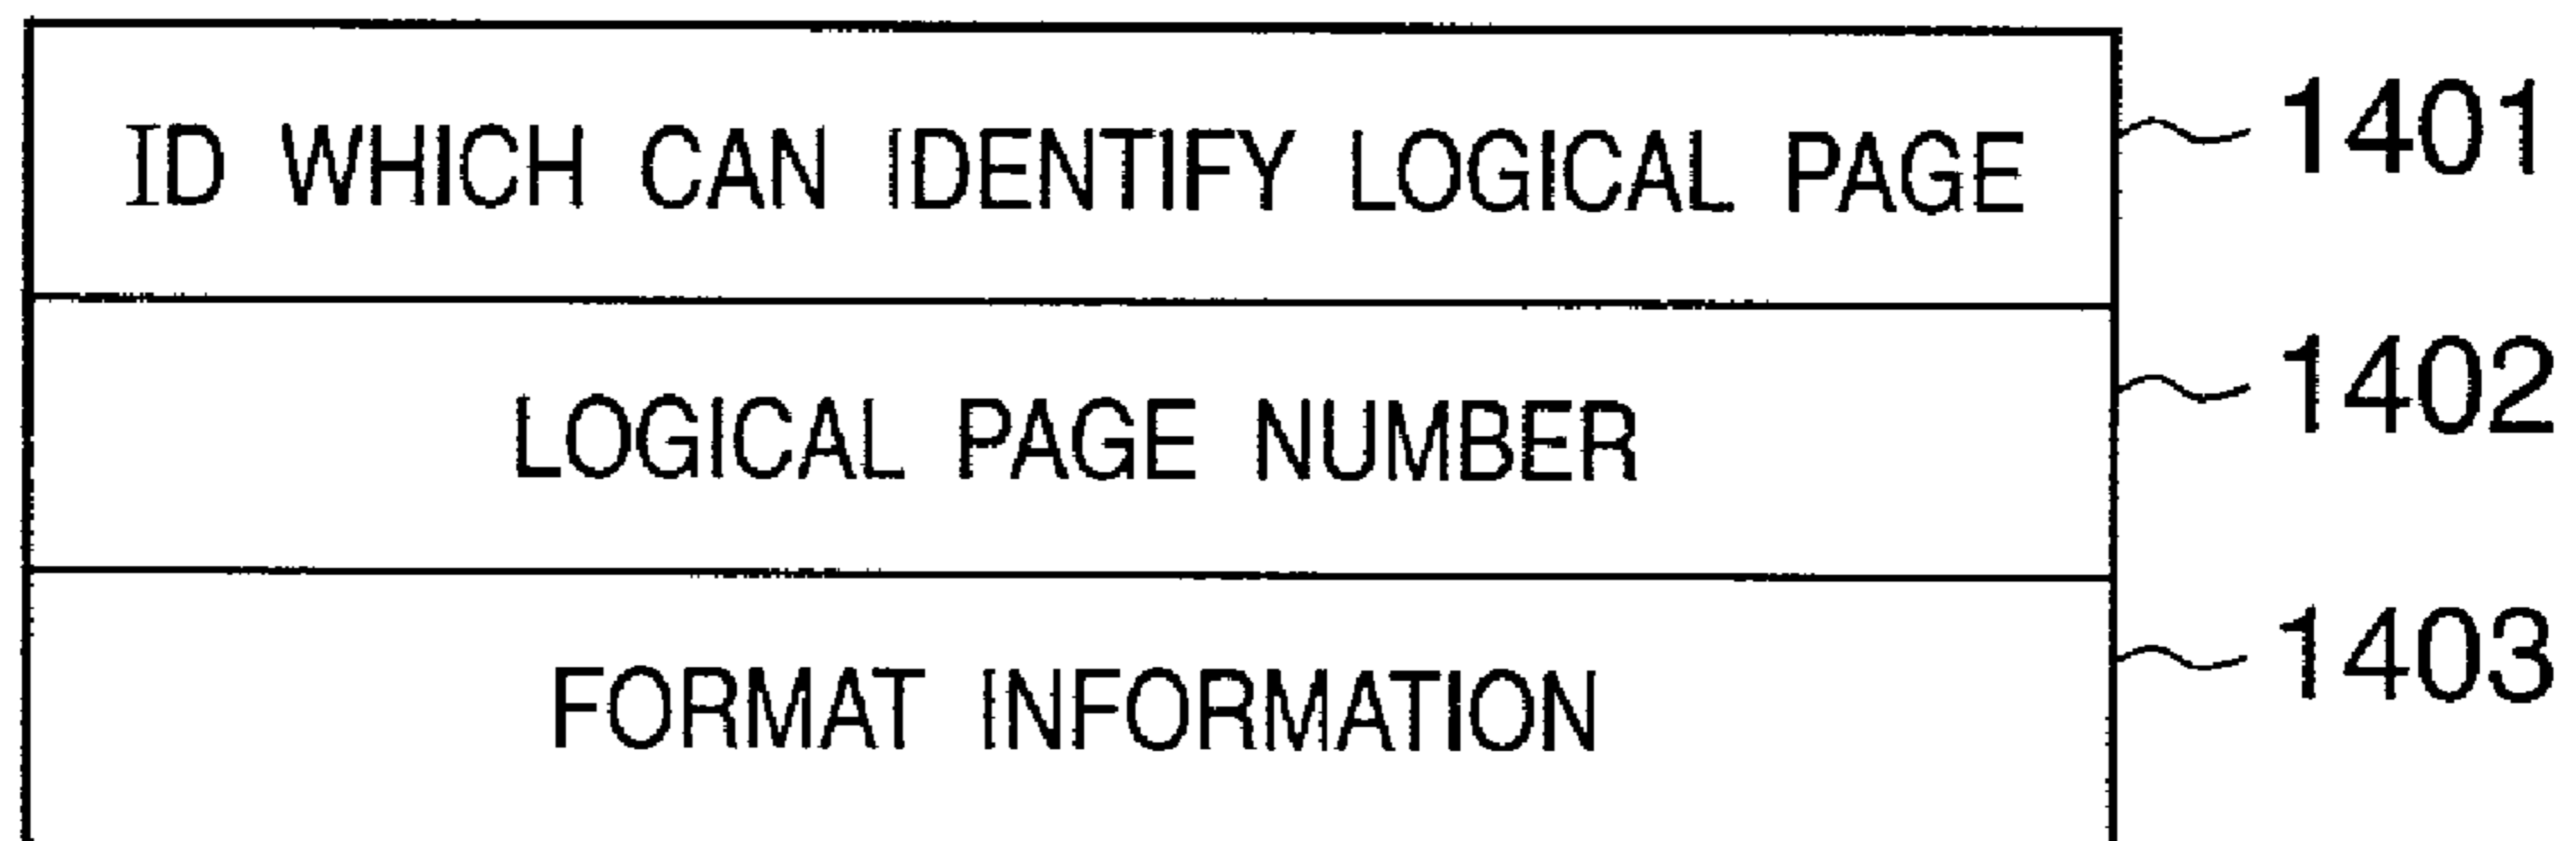 ID WHICH CAN IDENTIFY LOGICAL PAGE 1401
LOGICAL PAGE NUMBER 1402
FORMAT INFORMATION 1403